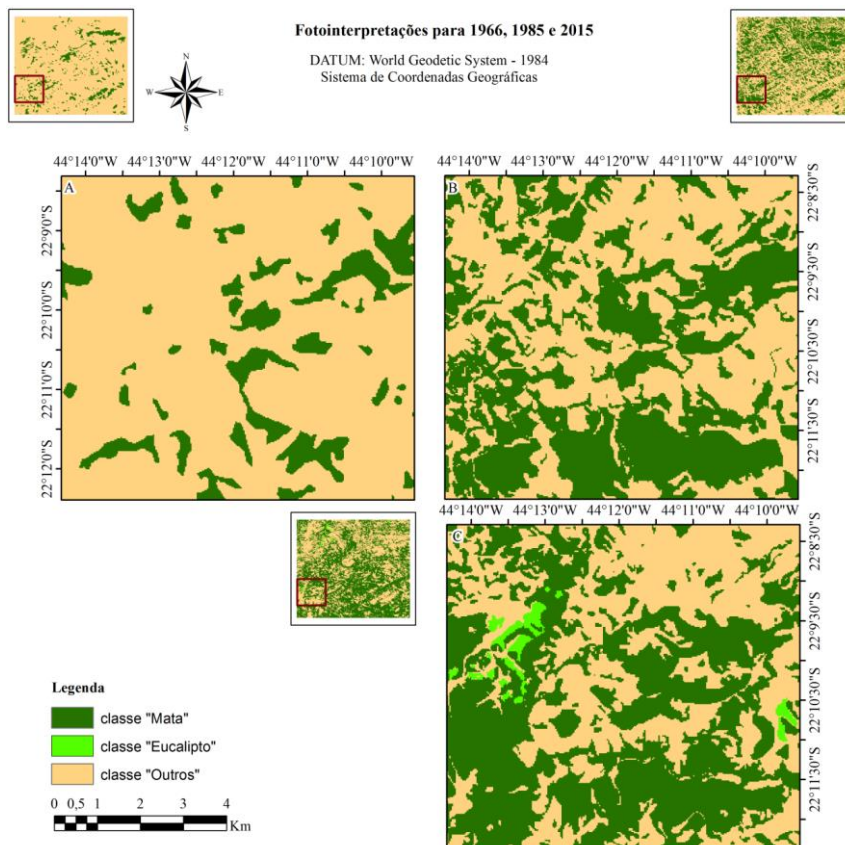 Fotointerpretações para 1966, 1985 e 2015
DATUM: World Geodetic System - 1984
Sistema de Coordenadas Geográficas
N
W
E
S
44°14'0"W 44°13'0"W 44°12'0"W 44°11'0"W 44°10'0"W
44°14'0"W 44°13'0"W 44°12'0"W 44°11'0"W 44°10'0"W
A
22°9'0"S
22°10'0"S
22°11'0"S
22°12'0"S
B
22°8'30"S
22°9'30"S
22°10'30"S
22°11'30"S
44°14'0"W 44°13'0"W 44°12'0"W 44°11'0"W 44°10'0"W
C
22°8'30"S
22°9'30"S
22°10'30"S
22°11'30"S
Legenda
classe "Mata"
classe "Eucalipto"
classe "Outros"
0 0,5 1 2 3 4
Km